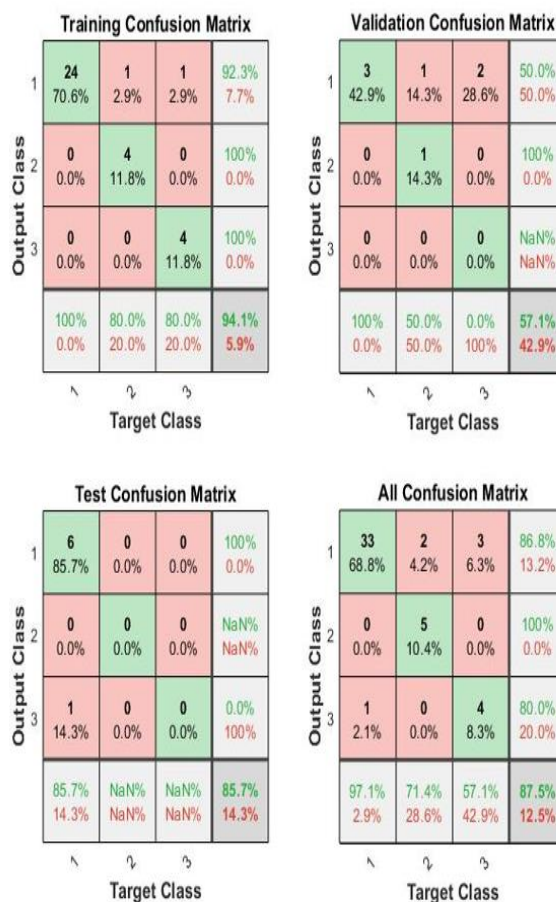 Training Confusion Matrix
24 1 1 92.3%
1 70.6% 2.9% 2.9% 7.7%
0 4 0 100%
2 0.0% 11.8% 0.0% 0.0%
0 0 4 100%
3 0.0% 0.0% 11.8% 0.0%
100% 80.0% 80.0% 94.1%
0.0% 20.0% 20.0% 5.9%
1 2 3
Target Class
Output Class
Validation Confusion Matrix
3 1 2 50.0%
1 42.9% 14.3% 28.6% 50.0%
0 1 0 100%
2 0.0% 14.3% 0.0% 0.0%
0 0 0 NaN%
3 0.0% 0.0% 0.0% NaN%
100% 50.0% 0.0% 57.1%
0.0% 50.0% 100% 42.9%
1 2 3
Target Class
Output Class
Test Confusion Matrix
6 0 0 100%
1 85.7% 0.0% 0.0% 0.0%
0 0 0 NaN%
2 0.0% 0.0% 0.0% NaN%
1 0 0 0.0%
3 14.3% 0.0% 0.0% 100%
85.7% NaN% NaN% 85.7%
14.3% NaN% NaN% 14.3%
1 2 3
Target Class
Output Class
All Confusion Matrix
33 2 3 86.8%
1 68.8% 4.2% 6.3% 13.2%
0 5 0 100%
2 0.0% 10.4% 0.0% 0.0%
1 0 4 80.0%
3 2.1% 0.0% 8.3% 20.0%
97.1% 71.4% 57.1% 87.5%
2.9% 28.6% 42.9% 12.5%
1 2 3
Target Class
Output Class